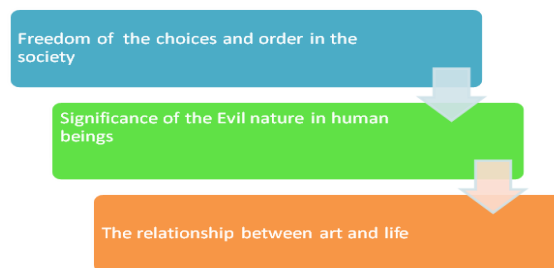 Freedom of the choices and order in the
society
Significance of the Evil nature in human
beings
The relationship between art and life